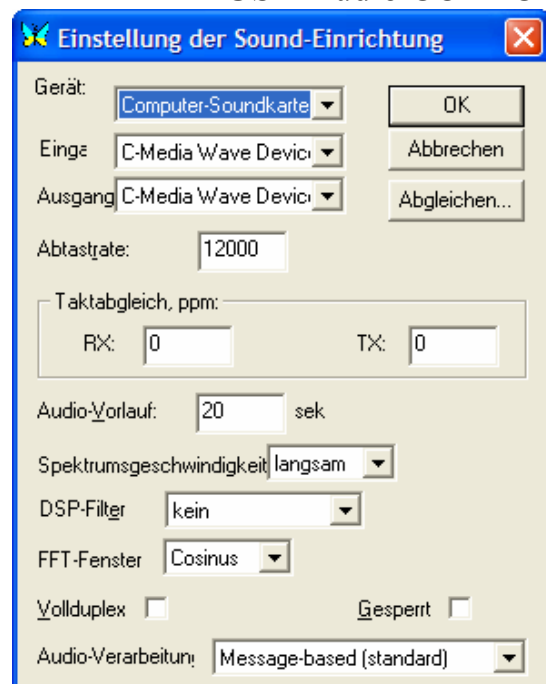 Einstellung der Sound-Einrichtung
Gerät: Computer-Soundkarte OK
Einga C-Media Wave Devic Abbrechen
Ausgang C-Media Wave Devic Abgleichen...
Abtastrate: 12000
Taktabgleich, ppm:
RX: 0 TX: 0
Audio-Vorlauf: 20 sek
Spektrumsgeschwindigkeit langsam
DSP-Filter kein
FFT-Fenster Cosinus
Vollduplex Gesperrt
Audio-Verarbeitun Message-based (standard)